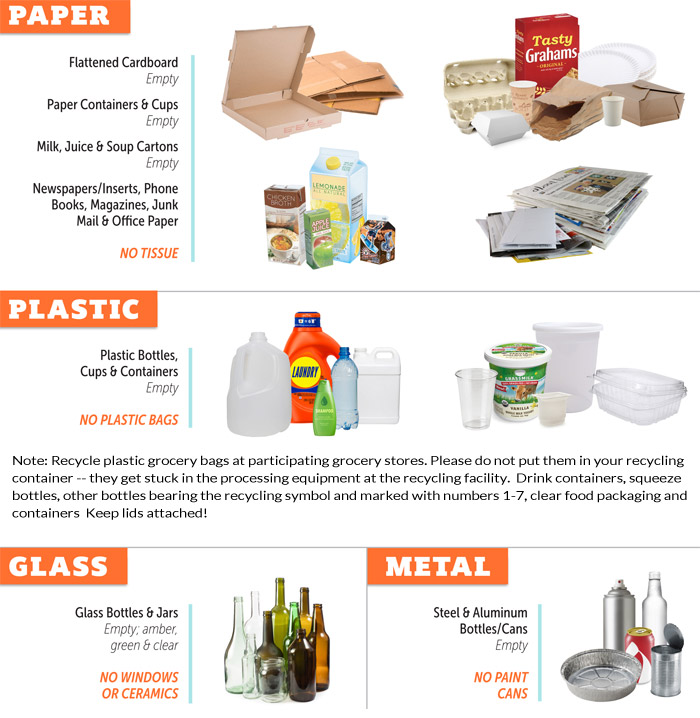 PAPER
Flattened Cardboard
Empty
Paper Containers & Cups
Empty
Milk, Juice & Soup Cartons
Empty
Newspapers/Inserts, Phone
Books, Magazines, Junk
Mail & Office Paper
NO TISSUE
Tasty
Grahams
ORIGINAL
CHICKEN
BROTH
LEMONADE
ALL NATURAL
APPLE
JUICE
PLASTIC
Plastic Bottles,
Cups & Containers
Empty
NO PLASTIC BAGS
LAUNDRY
SHAMPOO
GRASSMILK
VANILLA
Note: Recycle plastic grocery bags at participating grocery stores. Please do not put them in your recycling
container -- they get stuck in the processing equipment at the recycling facility. Drink containers, squeeze
bottles, other bottles bearing the recycling symbol and marked with numbers 1-7, clear food packaging and
containers Keep lids attached!
GLASS
Glass Bottles & Jars
Empty; amber,
green & clear
NO WINDOWS
OR CERAMICS
METAL
Steel & Aluminum
Bottles/Cans
Empty
NO PAINT
CANS